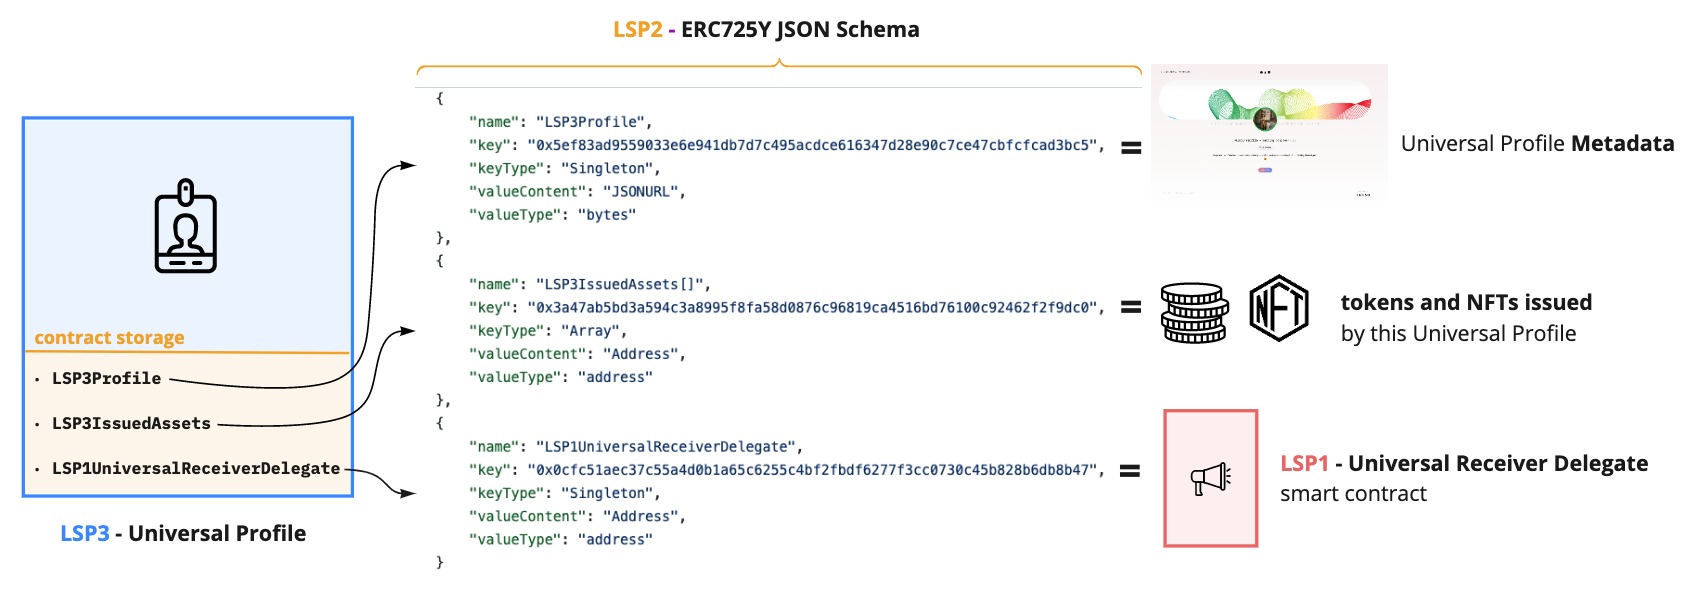 LSP2 - ERC725Y JSON Schema
contract storage
· LSP3Profile
· LSP3IssuedAssets
· LSP1UniversalReceiverDelegate
LSP3 - Universal Profile
{
"name": "LSP3Profile",
"key": "0x5ef83ad9559033e6e941db7d7c495acdce616347d28e90c7ce47cbfcfcad3bc5",
"keyType": "Singleton",
"valueContent": "JSONURL",
"valueType": "bytes"
},
{
"name": "LSP3IssuedAssets[]",
"key": "0x3a47ab5bd3a594c3a8995f8fa58d0876c96819ca4516bd76100c92462f2f9dc0",
"keyType": "Array",
"valueContent": "Address",
"valueType": "address"
},
{
"name": "LSP1UniversalReceiverDelegate",
"key": "0x0cfc51aec37c55a4d0b1a65c6255c4bf2fbdf6277f3cc0730c45b828b6db8b47",
"keyType": "Singleton",
"valueContent": "Address",
"valueType": "address"
}
=
Universal Profile Metadata
=
NFT
tokens and NFTs issued
by this Universal Profile
=
LSP1 - Universal Receiver Delegate
smart contract